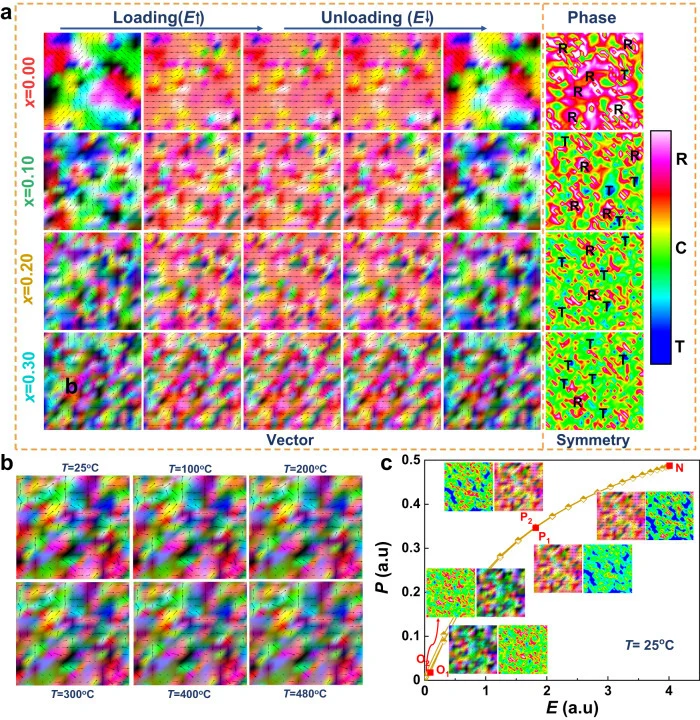 a
Loading(E↑) Unloading (E↓) Phase
x=0.00
R R
R T
R
R R
x=0.10
T
R
T T
R
R T
x=0.20
T
R
T T
R
T T
x=0.30
T
T T
T T
b
R T
R
C
T
Vector Symmetry
b
T=25°C T=100°C T=200°C
T=300°C T=400°C T=480°C
c
P (a.u)
0.5
0.4
0.3
0.2
0.1
0
N
P2
P1
O2
O1
T= 25°C
0 1 2 3 4
E (a.u)